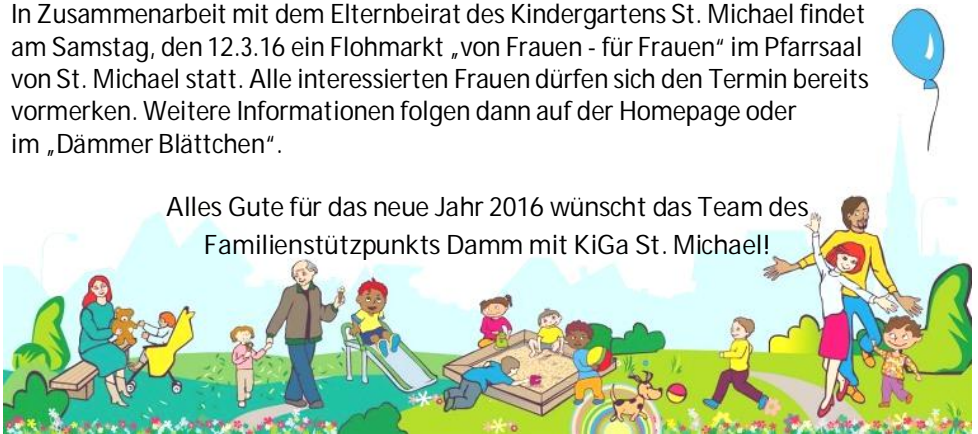 In Zusammenarbeit mit dem Elternbeirat des Kindergartens St. Michael findet
am Samstag, den 12.3.16 ein Flohmarkt „von Frauen - für Frauen“ im Pfarrsaal
von St. Michael statt. Alle interessierten Frauen dürfen sich den Termin bereits
vormerken. Weitere Informationen folgen dann auf der Homepage oder
im „Dämmer Blättchen“.
Alles Gute für das neue Jahr 2016 wünscht das Team des
Familienstützpunkts Damm mit KiGa St. Michael!